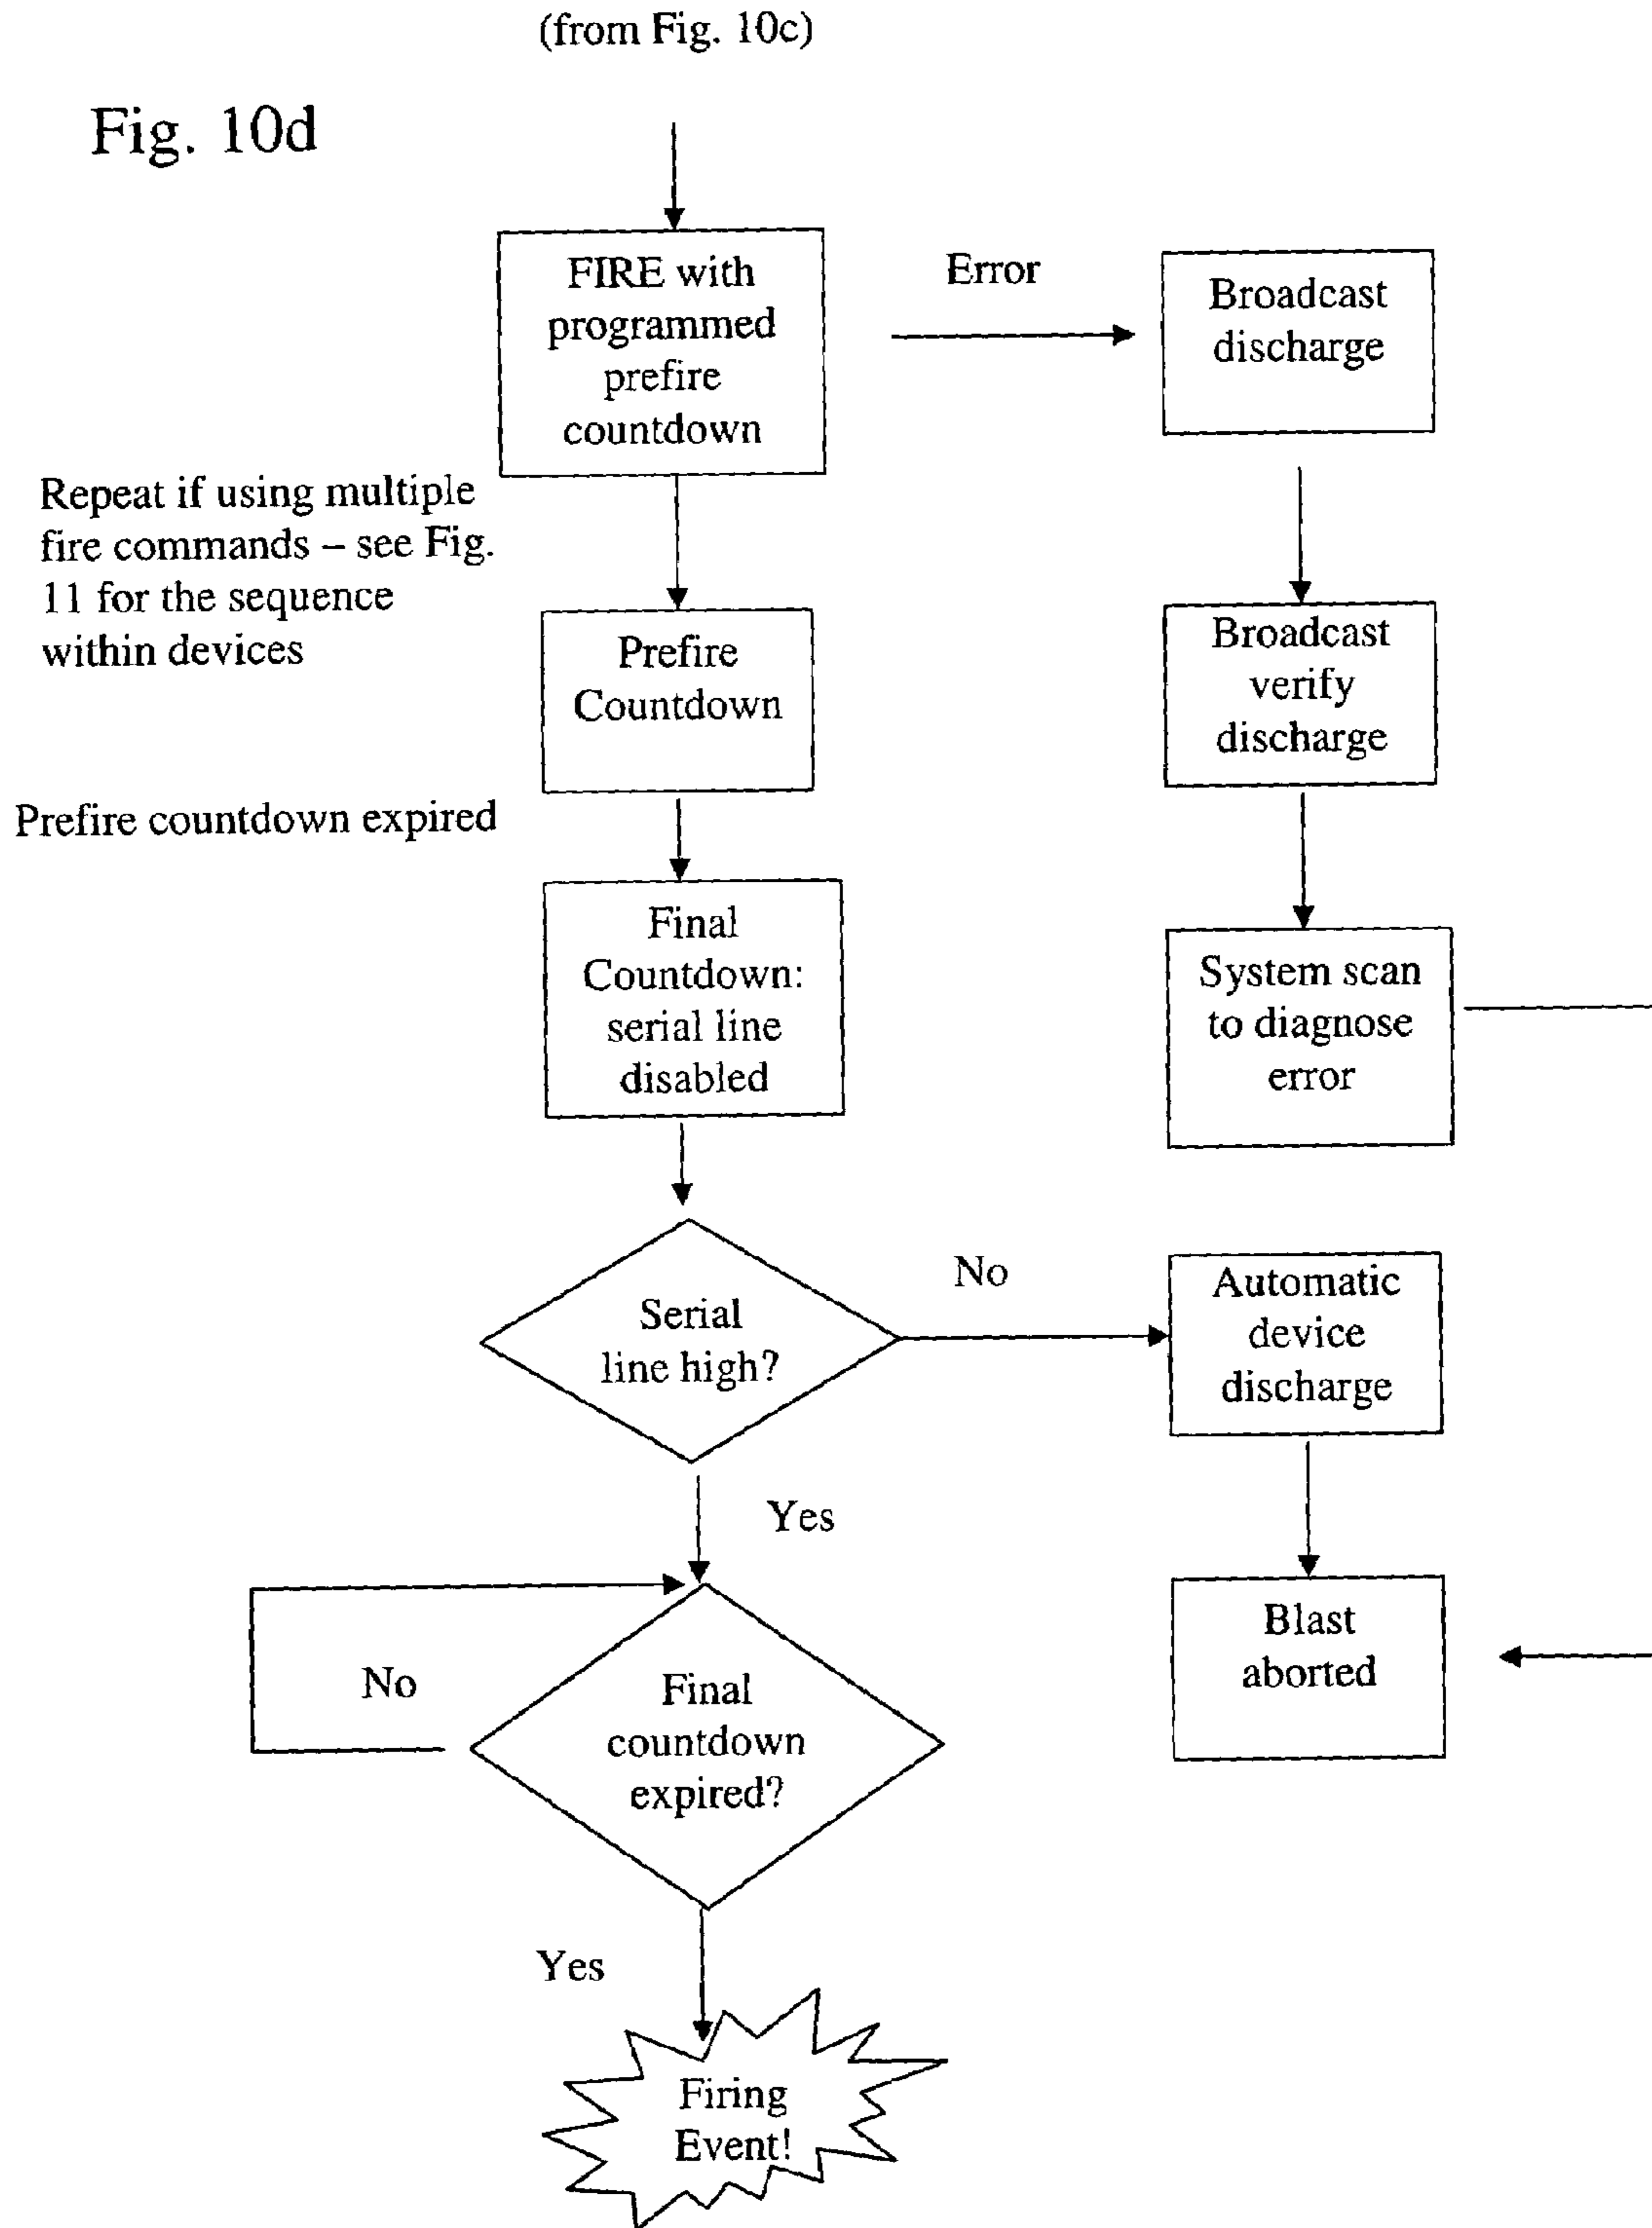 (from Fig. 10c)
Fig. 10d
FIRE with
programmed
prefire
countdown
Error
Broadcast
discharge
Repeat if using multiple
fire commands – see Fig.
11 for the sequence
within devices
Prefire
Countdown
Broadcast
verify
discharge
Prefire countdown expired
Final
Countdown:
serial line
disabled
System scan
to diagnose
error
Serial
line high?
No
Automatic
device
discharge
Yes
Blast
aborted
No
Final
countdown
expired?
Yes
Firing
Event!